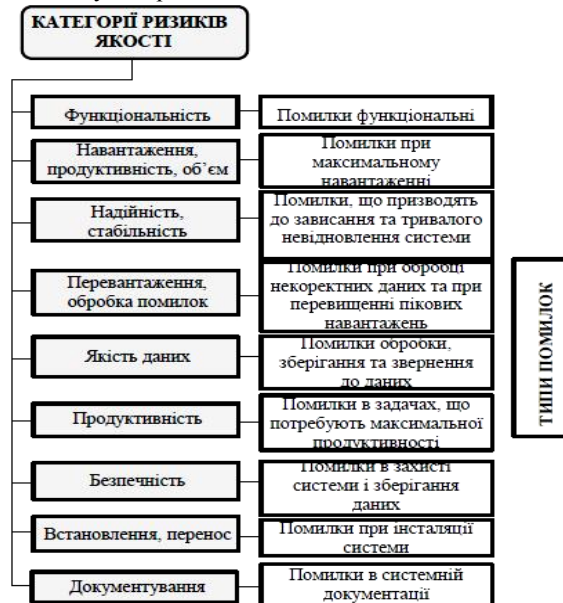 КАТЕГОРІЇ РИЗИКІВ
ЯКОСТІ
Функціональність
Помилки функціональні
Навантаження,
продуктивність, об’єм
Помилки при
максимальному
навантаженні
Надійність,
стабільність
Помилки, що призводять
до зависання та тривалого
невідновлення системи
Перевантаження,
обробка помилок
Помилки при обробці
некоректних даних та при
перевищенні пікових
навантажень
Якість даних
Помилки обробки,
зберігання та звернення
до даних
Продуктивність
Помилки в задачах, що
потребують максимальної
продуктивності
Безпечність
Помилки в захисті
системи і зберігання
даних
Встановлення, перенос
Помилки при інсталяції
системи
Документування
Помилки в системній
документації
ТИПИ ПОМИЛОК